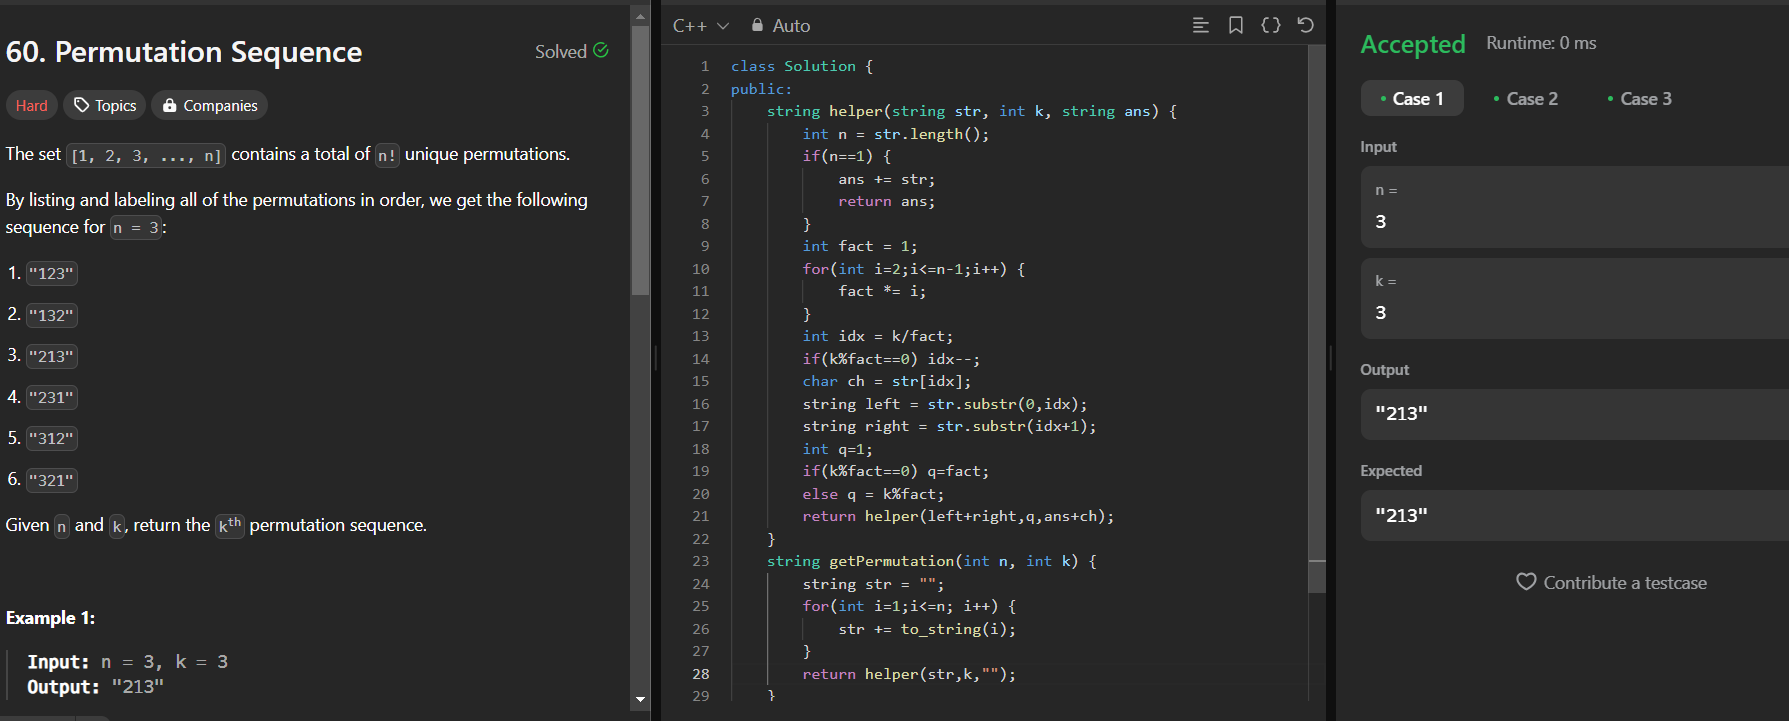 60. Permutation Sequence
Solved
Hard Topics Companies
The set [1, 2, 3, ..., n] contains a total of n! unique permutations.
By listing and labeling all of the permutations in order, we get the following
sequence for n = 3:
1. "123"
2. "132"
3. "213"
4. "231"
5. "312"
6. "321"
Given n and k, return the kth permutation sequence.
Example 1:
Input: n = 3, k = 3
Output: "213"
C++ Auto
1 class Solution {
2 public:
3     string helper(string str, int k, string ans) {
4         int n = str.length();
5         if(n==1) {
6             ans += str;
7             return ans;
8         }
9         int fact = 1;
10         for(int i=2;i<=n-1;i++) {
11             fact *= i;
12         }
13         int idx = k/fact;
14         if(k%fact==0) idx--;
15         char ch = str[idx];
16         string left = str.substr(0,idx);
17         string right = str.substr(idx+1);
18         int q=1;
19         if(k%fact==0) q=fact;
20         else q = k%fact;
21         return helper(left+right,q,ans+ch);
22     }
23     string getPermutation(int n, int k) {
24         string str = "";
25         for(int i=1;i<=n; i++) {
26             str += to_string(i);
27         }
28         return helper(str,k,"");
29     }
Accepted Runtime: 0 ms
• Case 1 • Case 2 • Case 3
Input
n =
3
k =
3
Output
"213"
Expected
"213"
Contribute a testcase